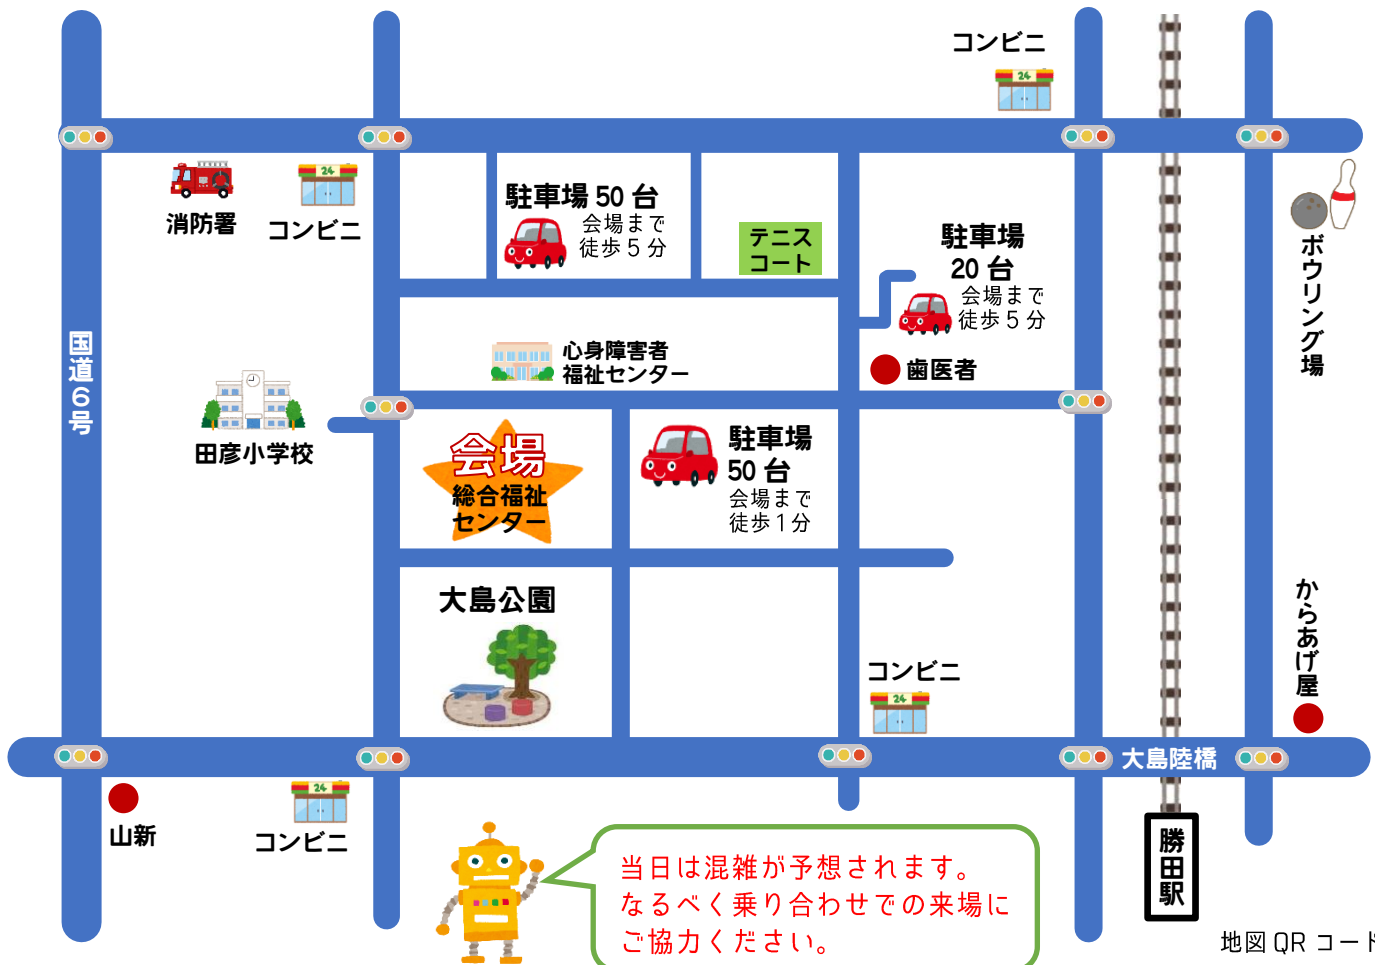 コンビニ
24
消防署
24
コンビニ
駐車場 50 台
会場まで
徒歩 5 分
テニス
コート
駐車場
20 台
会場まで
徒歩 5 分
ボウリング場
国道6号
心身障害者
福祉センター
歯医者
田彦小学校
会場
総合福祉
センター
駐車場
50 台
会場まで
徒歩 1 分
大島公園
からあげ屋
コンビニ
24
大島陸橋
山新
24
コンビニ
勝田駅
当日は混雑が予想されます。
なるべく乗り合わせでの来場に
ご協力ください。
地図 QR コード